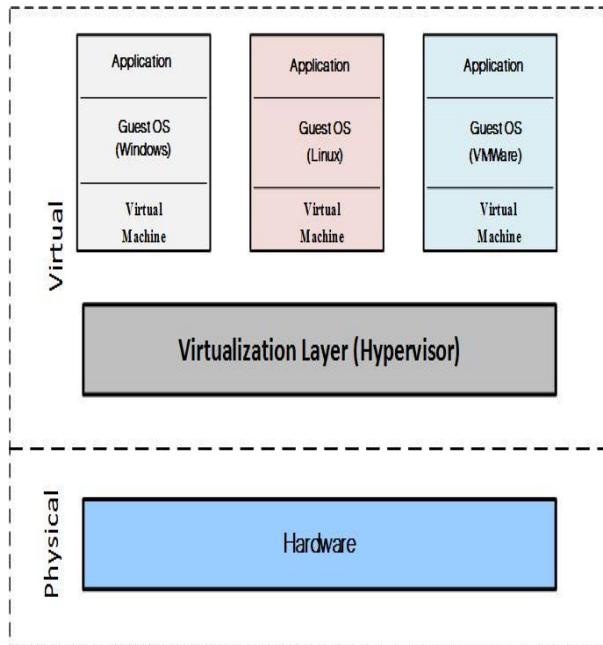 Application
Guest OS
(Windows)
Virtual
Machine
Application
Guest OS
(Linux)
Virtual
Machine
Application
Guest OS
(VMWare)
Virtual
Machine
Virtual
Virtualization Layer (Hypervisor)
Physical
Hardware